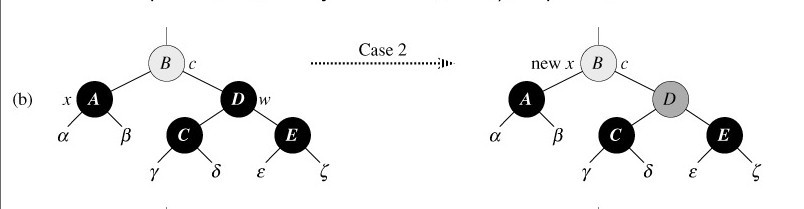 Case 2
B c new x B c
(b) x A D w A D
α β C E α β C E
γ δ ε ζ γ δ ε ζ